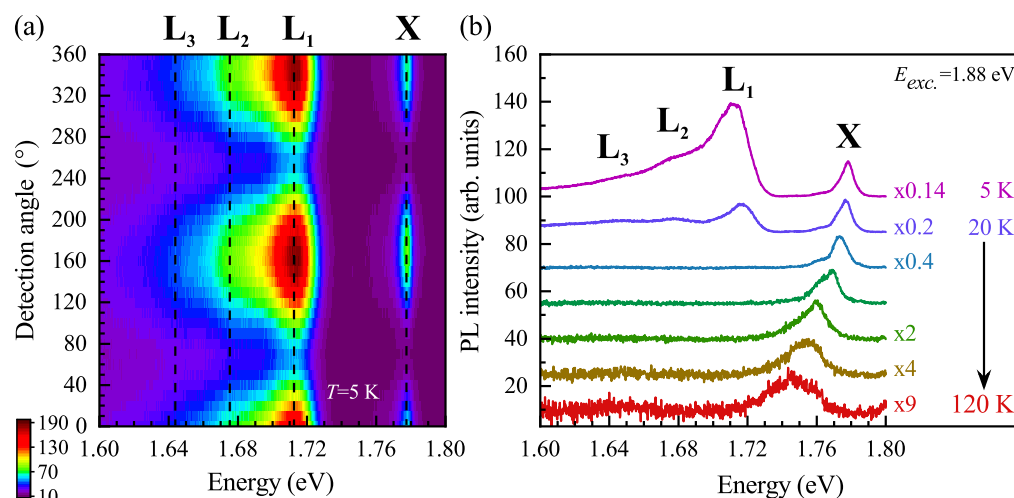 (a)
L3 L2 L1 X
360
320
280
240
200
160
120
80
40
0
Detection angle (°)
T=5 K
190
130
70
10
1.60 1.64 1.68 1.72 1.76 1.80
Energy (eV)
(b)
160
140
120
100
80
60
40
20
PL intensity (arb. units)
Eexc.=1.88 eV
L1
L2
L3
X
x0.14 5 K
x0.2 20 K
x0.4
x2
x4
x9 120 K
1.60 1.64 1.68 1.72 1.76 1.80
Energy (eV)